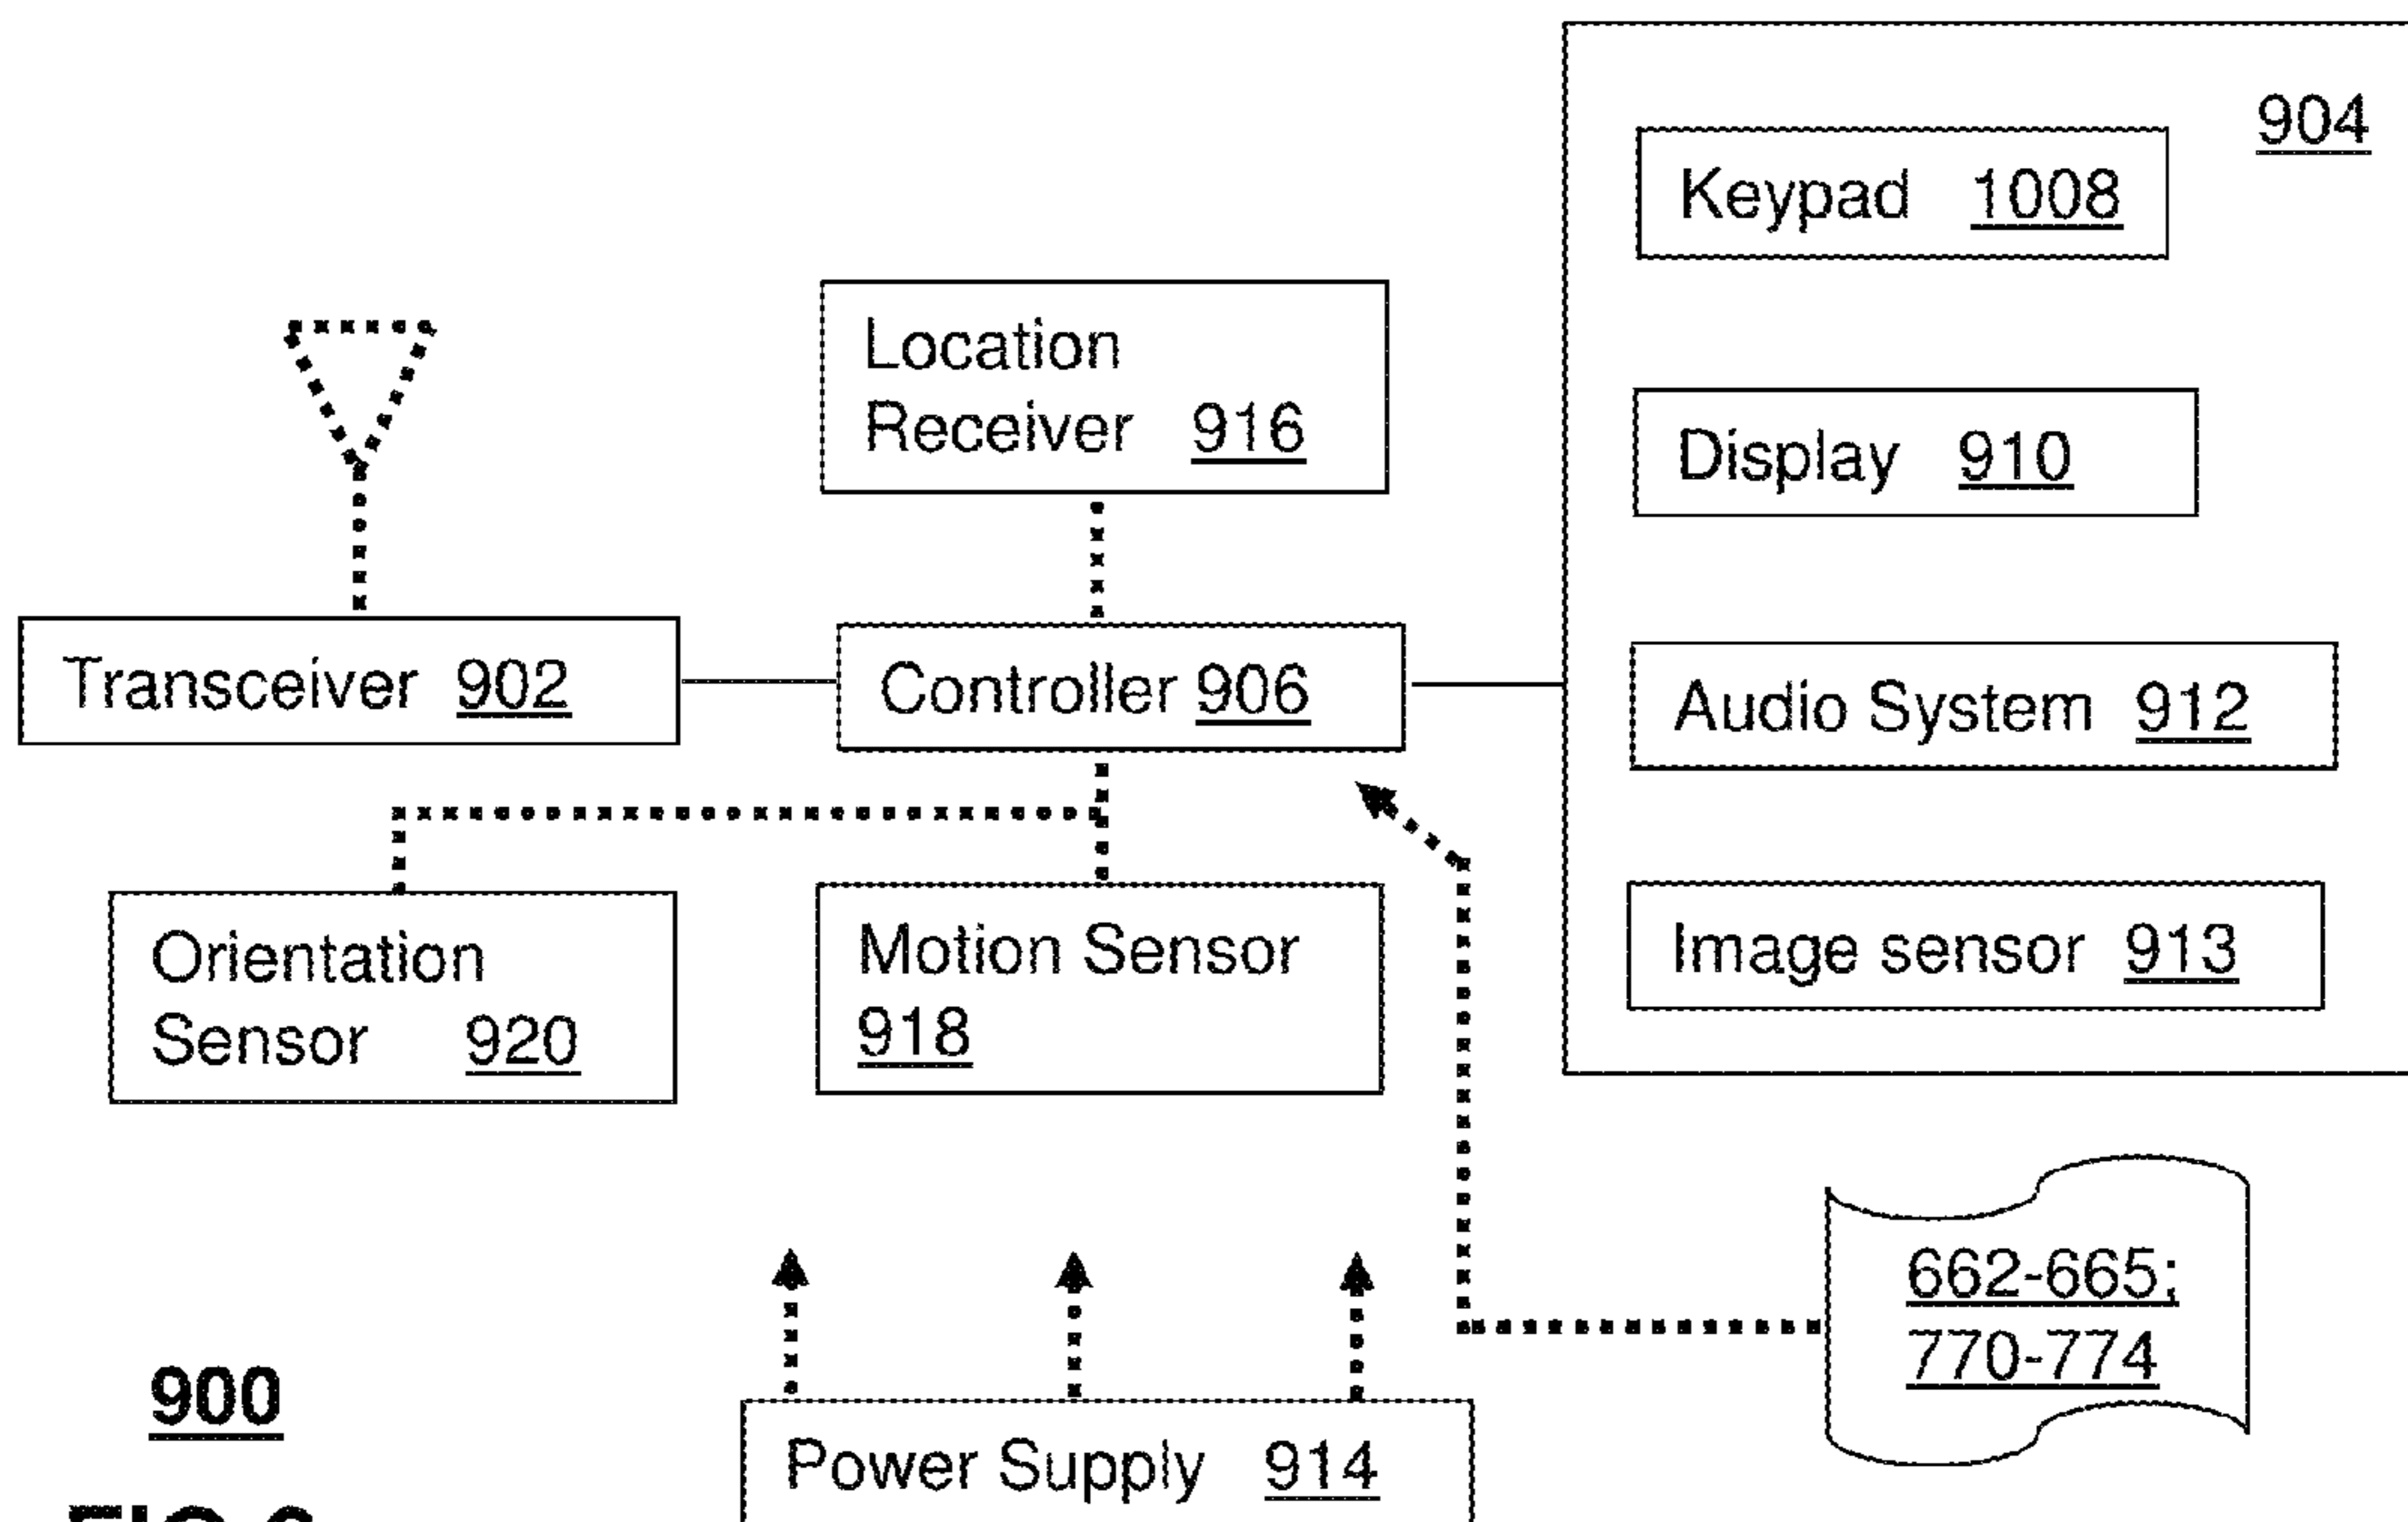 904
Keypad 1008
Location
Receiver 916
Display 910
Transceiver 902
Controller 906
Audio System 912
Orientation
Sensor 920
Motion Sensor
918
Image sensor 913
662-665;
770-774
900
Power Supply 914